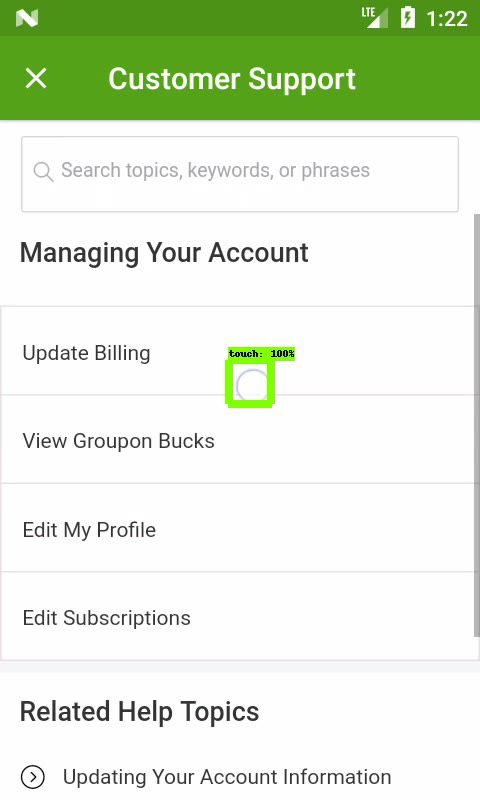 LTE 1:22
Customer Support
Search topics, keywords, or phrases
Managing Your Account
touch: 100%
Update Billing
View Groupon Bucks
Edit My Profile
Edit Subscriptions
Related Help Topics
Updating Your Account Information